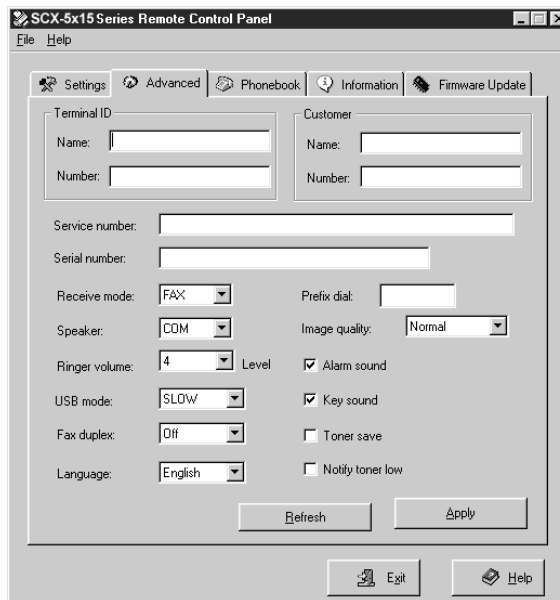 SCX-5x15 Series Remote Control Panel
File Help
Settings Advanced Phonebook Information Firmware Update
Terminal ID Customer
Name: Name:
Number: Number:
Service number:
Serial number:
Receive mode: FAX Prefix dial:
Speaker: COM Image quality: Normal
Ringer volume: 4 Level Alarm sound
USB mode: SLOW Key sound
Fax duplex: Off Toner save
Language: English Notify toner low
Refresh Apply
Exit Help